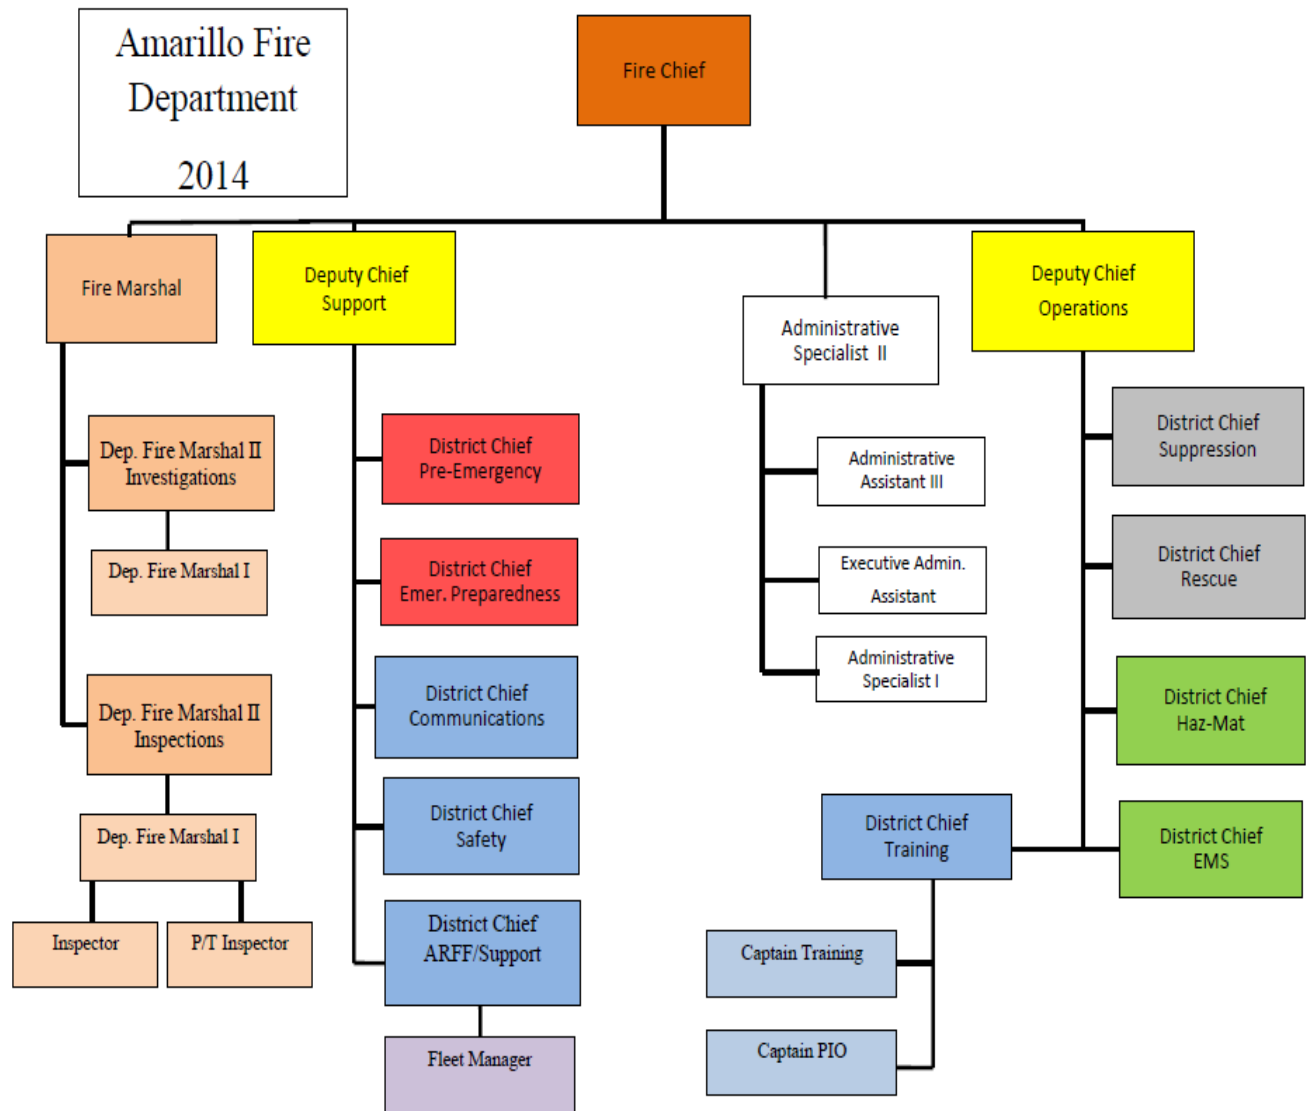 Amarillo Fire
Department
2014
Fire Chief
Fire Marshal
Deputy Chief
Support
Administrative
Specialist II
Deputy Chief
Operations
Dep. Fire Marshal II
Investigations
Dep. Fire Marshal I
Dep. Fire Marshal II
Inspections
Dep. Fire Marshal I
Inspector
P/T Inspector
District Chief
Pre-Emergency
District Chief
Emer. Preparedness
District Chief
Communications
District Chief
Safety
District Chief
ARFF/Support
Fleet Manager
Administrative
Assistant III
Executive Admin.
Assistant
Administrative
Specialist I
District Chief
Suppression
District Chief
Rescue
District Chief
Haz-Mat
District Chief
EMS
District Chief
Training
Captain Training
Captain PIO